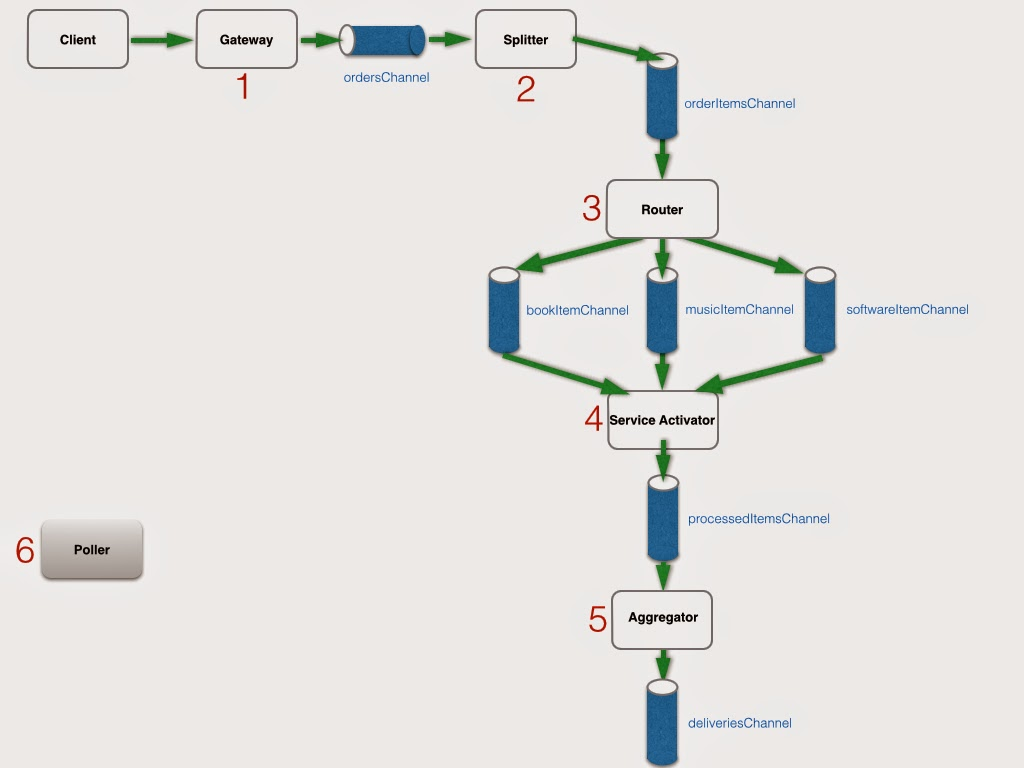 Client
Gateway
Splitter
ordersChannel
1
2
orderItemsChannel
3
Router
bookItemChannel
musicItemChannel
softwareItemChannel
4
Service Activator
processedItemsChannel
6
Poller
5
Aggregator
deliveriesChannel